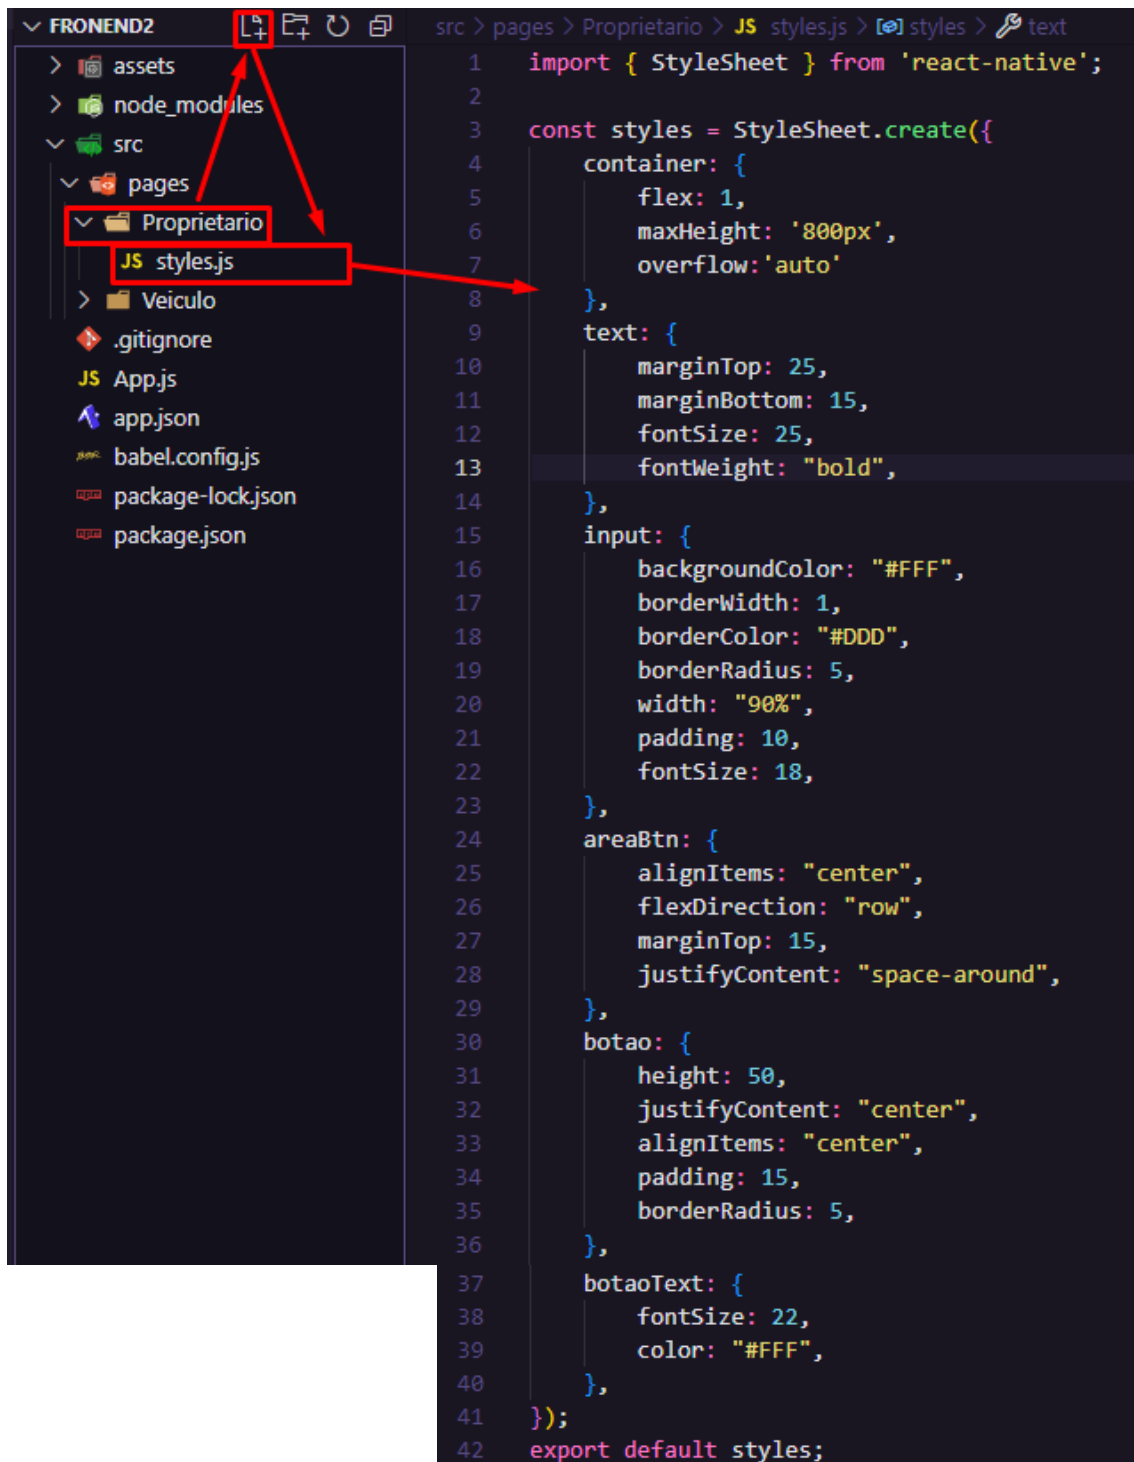 FRONEND2
assets
node_modules
src
pages
Proprietario
JS styles.js
Veiculo
.gitignore
JS App.js
app.json
babel.config.js
package-lock.json
package.json
src > pages > Proprietario > JS styles.js > styles > text
1 import { StyleSheet } from 'react-native';
2
3 const styles = StyleSheet.create({
4     container: {
5         flex: 1,
6         maxHeight: '800px',
7         overflow:'auto'
8     },
9     text: {
10         marginTop: 25,
11         marginBottom: 15,
12         fontSize: 25,
13         fontWeight: "bold",
14     },
15     input: {
16         backgroundColor: "#FFF",
17         borderWidth: 1,
18         borderColor: "#DDD",
19         borderRadius: 5,
20         width: "90%",
21         padding: 10,
22         fontSize: 18,
23     },
24     areaBtn: {
25         alignItems: "center",
26         flexDirection: "row",
27         marginTop: 15,
28         justifyContent: "space-around",
29     },
30     botao: {
31         height: 50,
32         justifyContent: "center",
33         alignItems: "center",
34         padding: 15,
35         borderRadius: 5,
36     },
37     botaoText: {
38         fontSize: 22,
39         color: "#FFF",
40     },
41 });
42 export default styles;